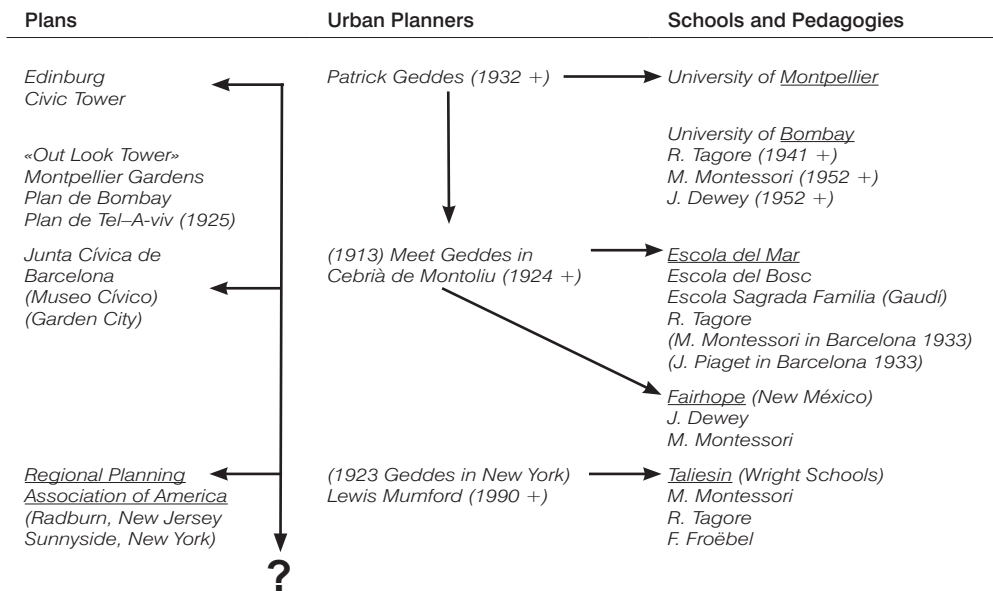 Plans
Urban Planners
Schools and Pedagogies
Edinburg
Civic Tower
«Out Look Tower»
Montpellier Gardens
Plan de Bombay
Plan de Tel–A-viv (1925)
Junta Cívica de
Barcelona
(Museo Cívico)
(Garden City)
Regional Planning
Association of America
(Radburn, New Jersey
Sunnyside, New York)
?
Patrick Geddes (1932 +)
(1913) Meet Geddes in
Cebrià de Montoliu (1924 +)
(1923 Geddes in New York)
Lewis Mumford (1990 +)
University of Montpellier
University of Bombay
R. Tagore (1941 +)
M. Montessori (1952 +)
J. Dewey (1952 +)
Escola del Mar
Escola del Bosc
Escola Sagrada Familia (Gaudí)
R. Tagore
(M. Montessori in Barcelona 1933)
(J. Piaget in Barcelona 1933)
Fairhope (New México)
J. Dewey
M. Montessori
Taliesin (Wright Schools)
M. Montessori
R. Tagore
F. Froëbel